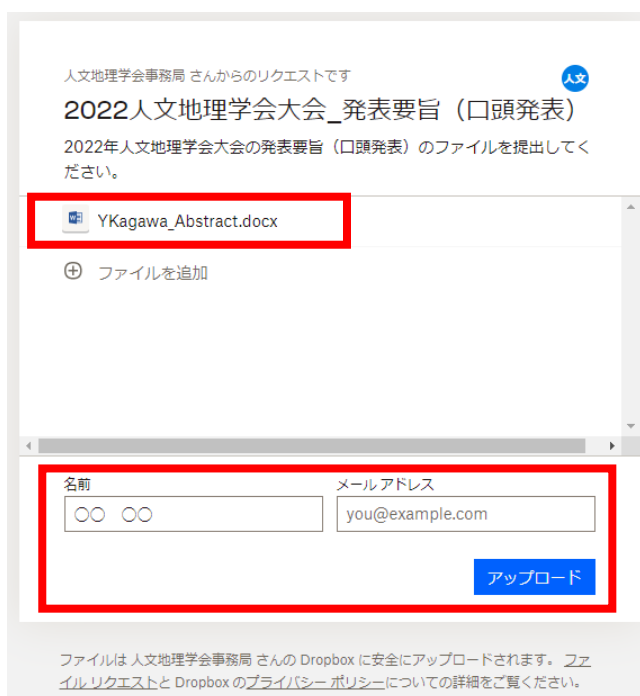 人文地理学会事務局 さんからのリクエストです
人文
2022人文地理学会大会_発表要旨（口頭発表）
2022年人文地理学会大会の発表要旨（口頭発表）のファイルを提出してく
ださい。
YKagawa_Abstract.docx
ファイルを追加
名前
メール アドレス
○○ ○○
you@example.com
アップロード
ファイルは 人文地理学会事務局 さんの Dropbox に安全にアップロードされます。 ファ
イル リクエストと Dropbox のプライバシー ポリシーについての詳細をご覧ください。